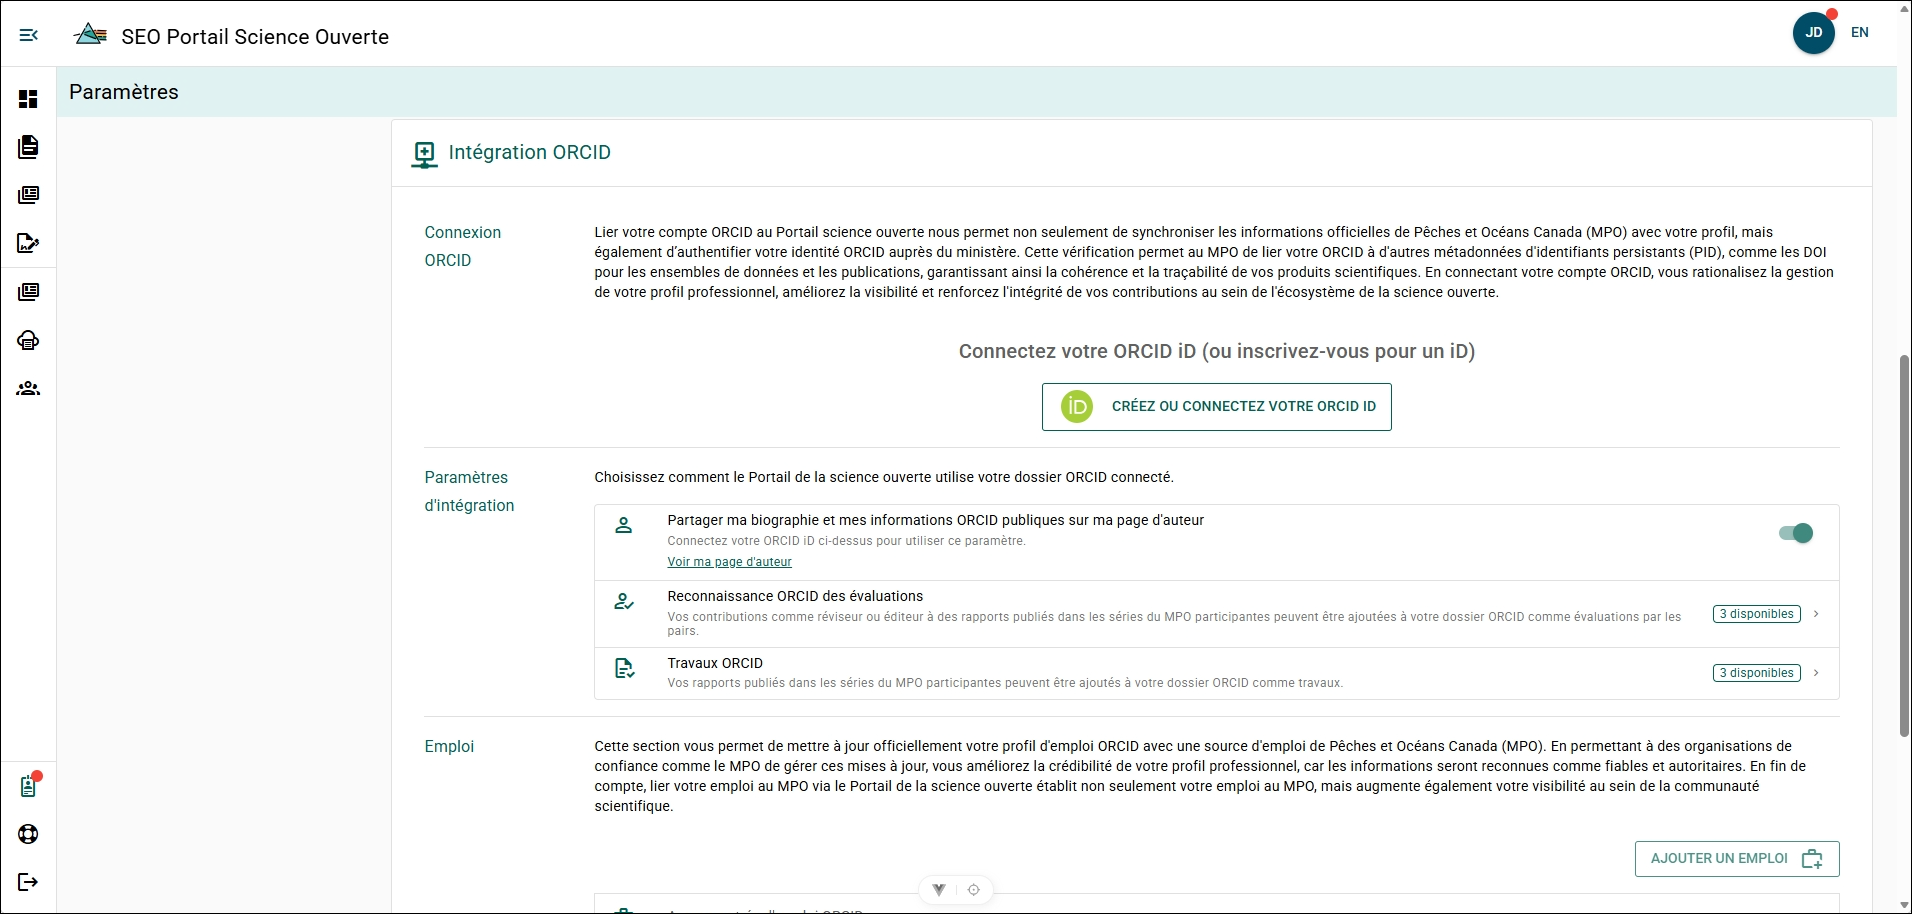 SEO Portail Science Ouverte
JD
EN
Paramètres
Intégration ORCID
Connexion
ORCID
Lier votre compte ORCID au Portail science ouverte nous permet non seulement de synchroniser les informations officielles de Pêches et Océans Canada (MPO) avec votre profil, mais
également d’authentifier votre identité ORCID auprès du ministère. Cette vérification permet au MPO de lier votre ORCID à d'autres métadonnées d'identifiants persistants (PID), comme les DOI
pour les ensembles de données et les publications, garantissant ainsi la cohérence et la traçabilité de vos produits scientifiques. En connectant votre compte ORCID, vous rationalisez la gestion
de votre profil professionnel, améliorez la visibilité et renforcez l'intégrité de vos contributions au sein de l'écosystème de la science ouverte.
Connectez votre ORCID iD (ou inscrivez-vous pour un iD)
iD CRÉEZ OU CONNECTEZ VOTRE ORCID ID
Paramètres
d'intégration
Choisissez comment le Portail de la science ouverte utilise votre dossier ORCID connecté.
Partager ma biographie et mes informations ORCID publiques sur ma page d'auteur
Connectez votre ORCID iD ci-dessus pour utiliser ce paramètre.
Voir ma page d'auteur
Reconnaissance ORCID des évaluations
Vos contributions comme réviseur ou éditeur à des rapports publiés dans les séries du MPO participantes peuvent être ajoutées à votre dossier ORCID comme évaluations par les
pairs.
3 disponibles
Travaux ORCID
Vos rapports publiés dans les séries du MPO participantes peuvent être ajoutés à votre dossier ORCID comme travaux.
3 disponibles
Emploi
Cette section vous permet de mettre à jour officiellement votre profil d'emploi ORCID avec une source d'emploi de Pêches et Océans Canada (MPO). En permettant à des organisations de
confiance comme le MPO de gérer ces mises à jour, vous améliorez la crédibilité de votre profil professionnel, car les informations seront reconnues comme fiables et autoritaires. En fin de
compte, lier votre emploi au MPO via le Portail de la science ouverte établit non seulement votre emploi au MPO, mais augmente également votre visibilité au sein de la communauté
scientifique.
AJOUTER UN EMPLOI